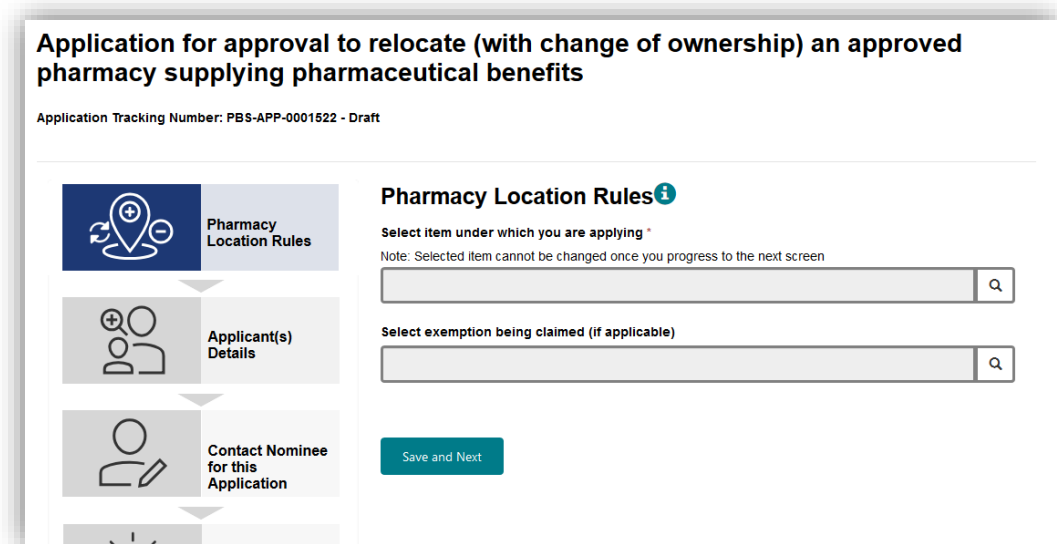 Application for approval to relocate (with change of ownership) an approved
pharmacy supplying pharmaceutical benefits
Application Tracking Number: PBS-APP-0001522 - Draft
Pharmacy
Location Rules
Applicant(s)
Details
Contact Nominee
for this
Application
Pharmacy Location Rules
Select item under which you are applying *
Note: Selected item cannot be changed once you progress to the next screen
Select exemption being claimed (if applicable)
Save and Next